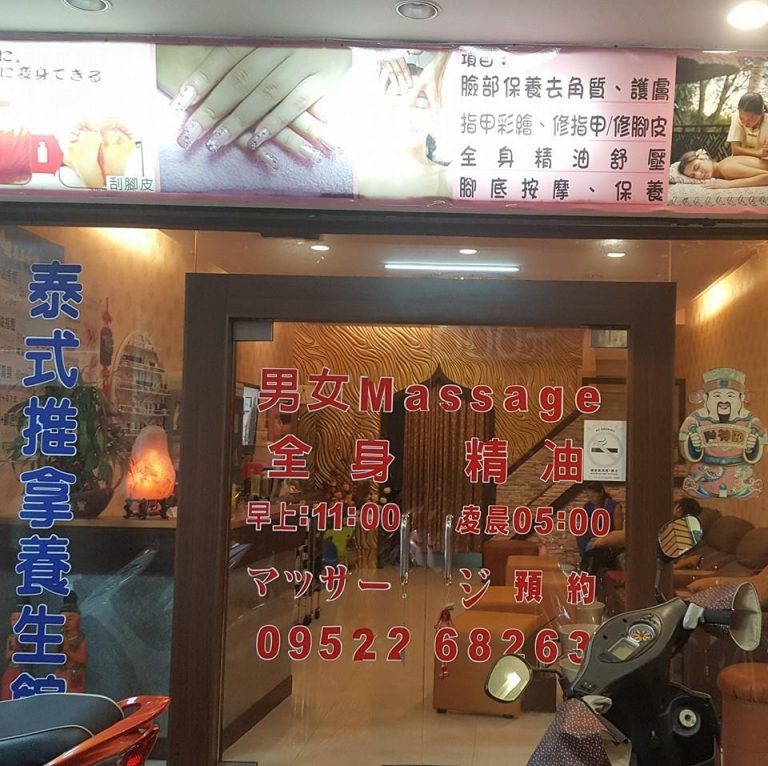 に変身できる
刮腳皮
項目：
臉部保養去角質、護膚
指甲彩繪、修指甲/修腳皮
全身精油舒壓
腳底按摩、保養
泰式推拿養生館
男女Massage
全身精油
早上:11:00 凌晨05:00
マッサージ預約
09522 68263